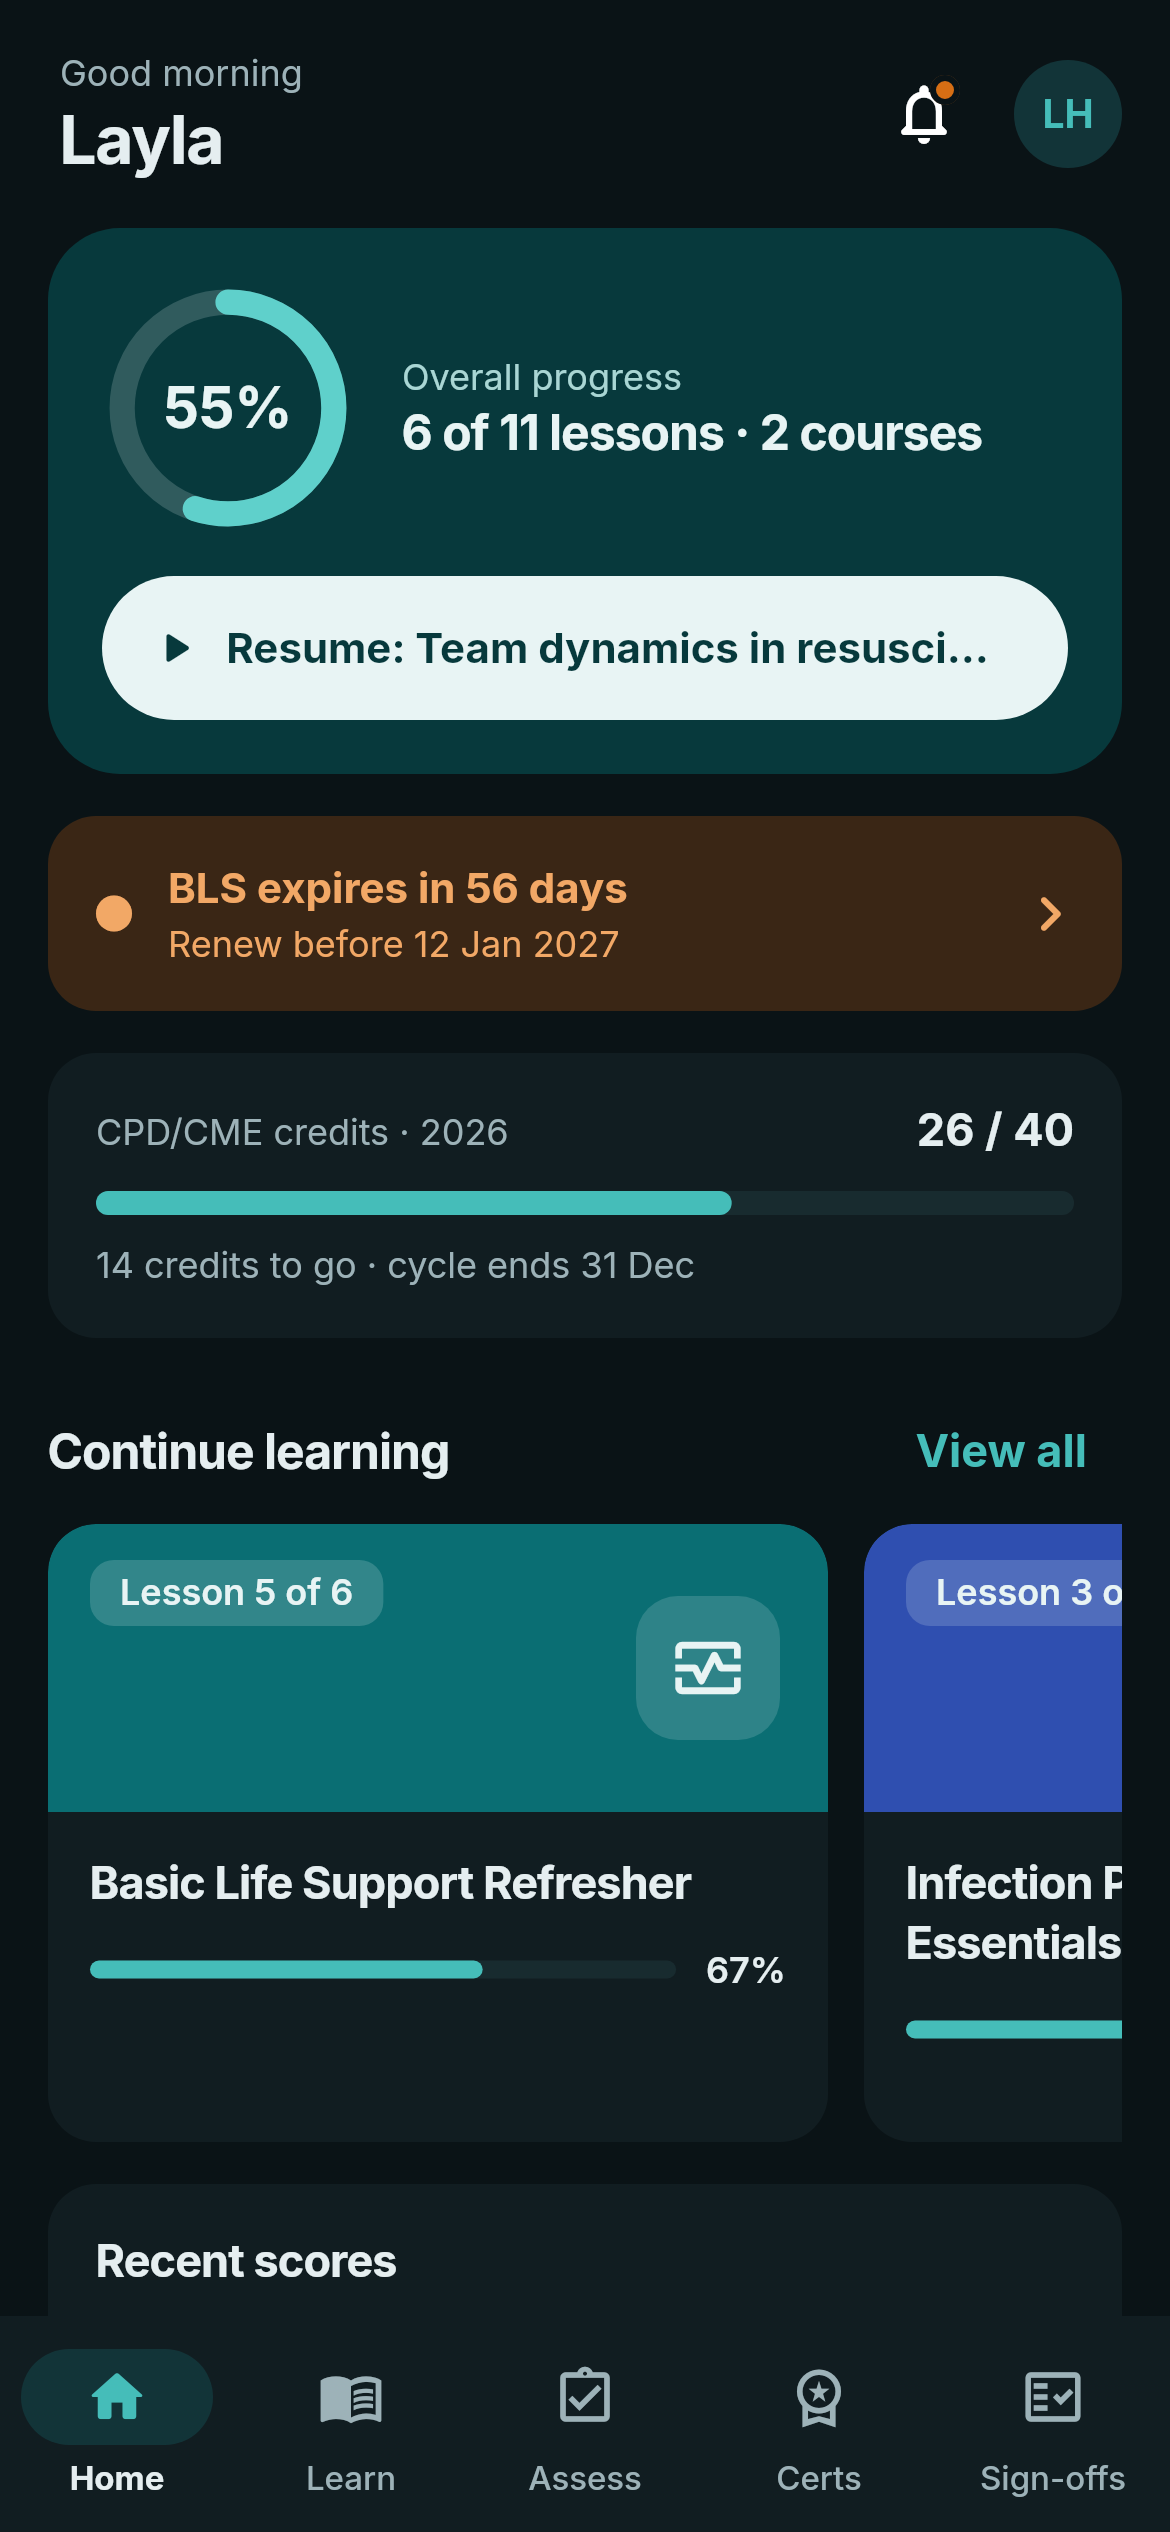 Good morning
Layla
LH
55%
Overall progress
6 of 11 lessons · 2 courses
Resume: Team dynamics in resusci...
BLS expires in 56 days
Renew before 12 Jan 2027
CPD/CME credits · 2026
26 / 40
14 credits to go · cycle ends 31 Dec
Continue learning
View all
Lesson 5 of 6
Basic Life Support Refresher
67%
Lesson 3 o
Infection P
Essentials
Recent scores
Home
Learn
Assess
Certs
Sign-offs